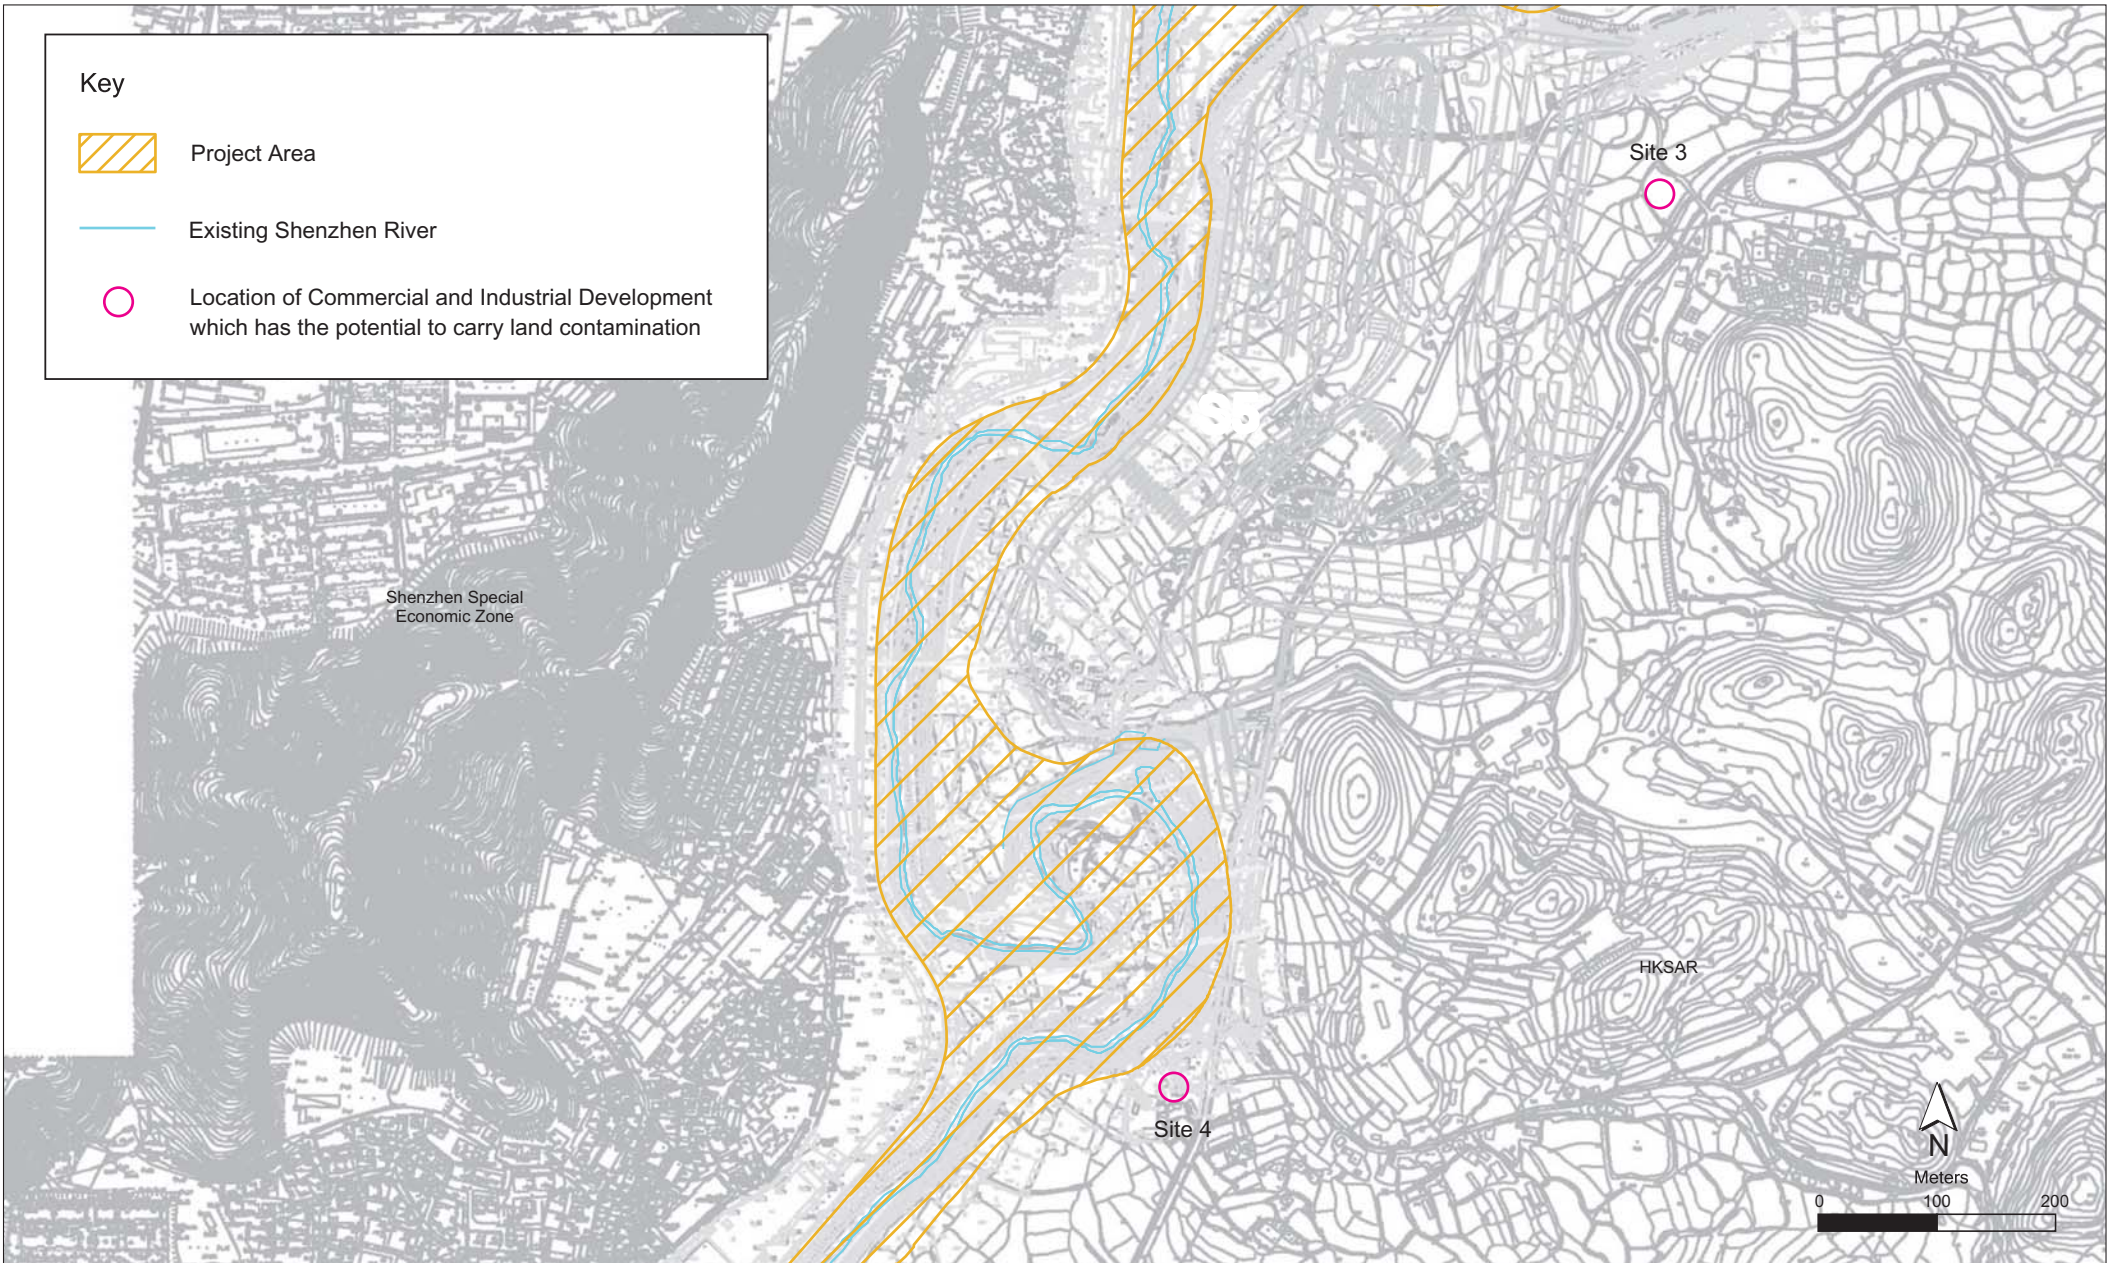 Key
Project Area
Existing Shenzhen River
Location of Commercial and Industrial Development
which has the potential to carry land contamination
Site 3
S5
Shenzhen Special
Economic Zone
HKSAR
Site 4
N
Meters
0 100 200